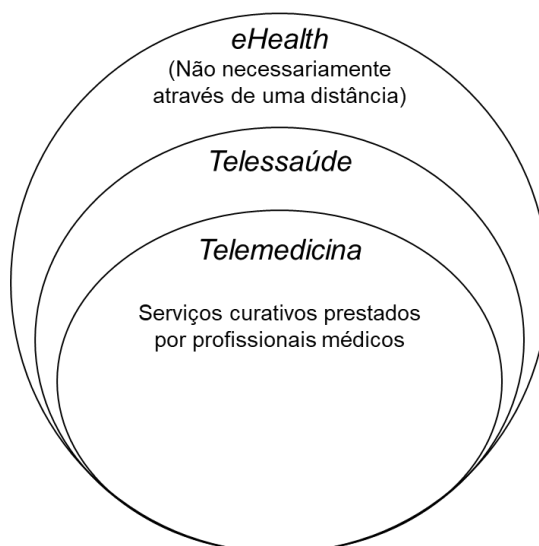 eHealth
(Não necessariamente
através de uma distância)
Telessaúde
Telemedicina
Serviços curativos prestados
por profissionais médicos